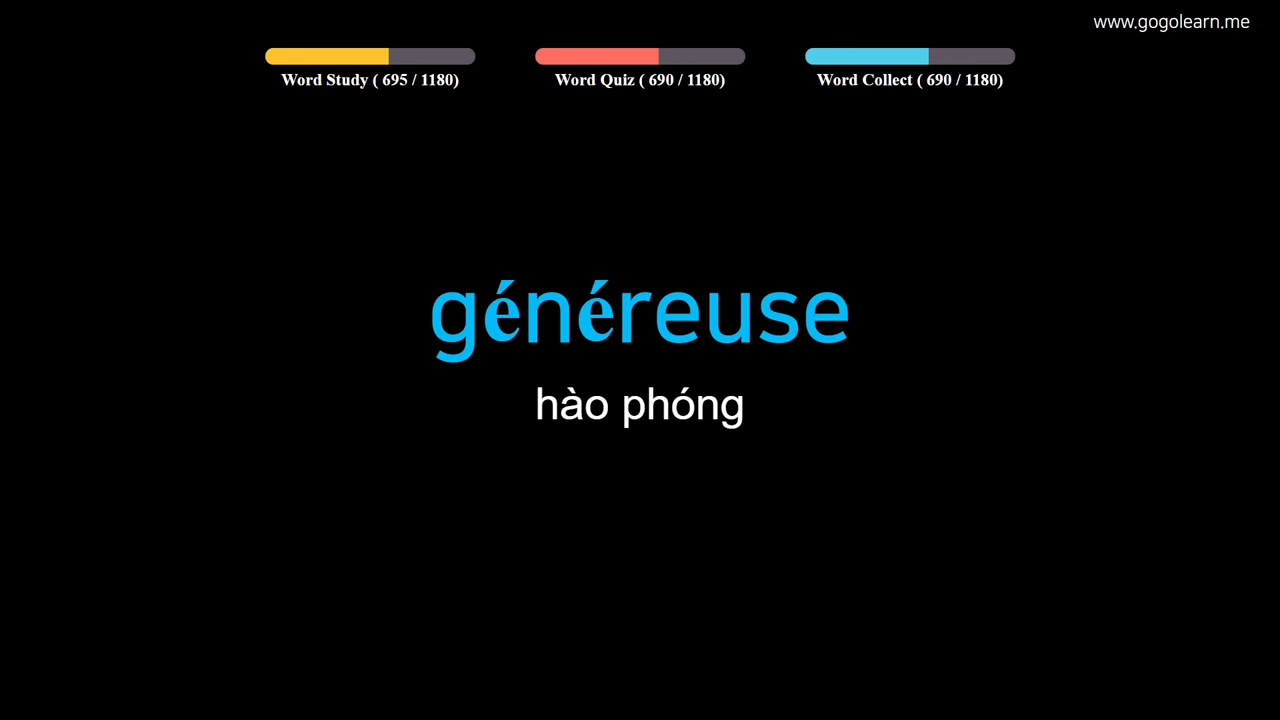 www.gogolearn.me
Word Study ( 695 / 1180)
Word Quiz ( 690 / 1180)
Word Collect ( 690 / 1180)
généreuse
hào phóng